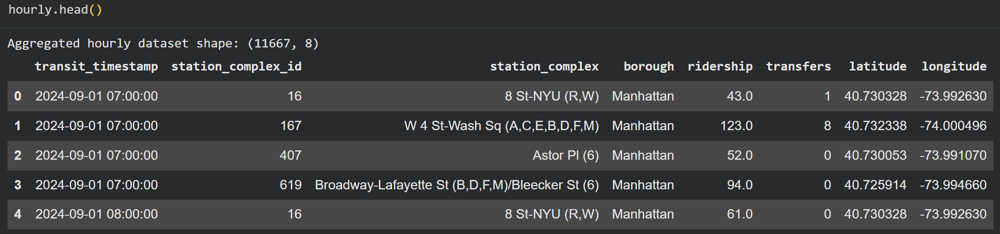 hourly.head()
Aggregated hourly dataset shape: (11667, 8)
transit_timestamp station_complex_id station_complex borough ridership transfers latitude longitude
0 2024-09-01 07:00:00 16 8 St-NYU (R,W) Manhattan 43.0 1 40.730328 -73.992630
1 2024-09-01 07:00:00 167 W 4 St-Wash Sq (A,C,E,B,D,F,M) Manhattan 123.0 8 40.732338 -74.000496
2 2024-09-01 07:00:00 407 Astor Pl (6) Manhattan 52.0 0 40.730053 -73.991070
3 2024-09-01 07:00:00 619 Broadway-Lafayette St (B,D,F,M)/Bleecker St (6) Manhattan 94.0 0 40.725914 -73.994660
4 2024-09-01 08:00:00 16 8 St-NYU (R,W) Manhattan 61.0 0 40.730328 -73.992630